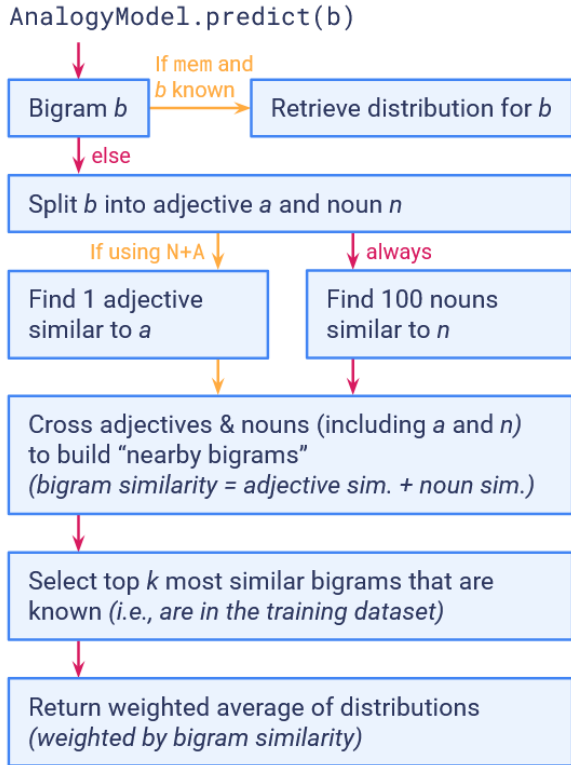 AnalogyModel.predict(b)
If mem and
b known
Bigram b
Retrieve distribution for b
else
Split b into adjective a and noun n
If using N+A
always
Find 1 adjective
similar to a
Find 100 nouns
similar to n
Cross adjectives & nouns (including a and n)
to build “nearby bigrams”
(bigram similarity = adjective sim. + noun sim.)
Select top k most similar bigrams that are
known (i.e., are in the training dataset)
Return weighted average of distributions
(weighted by bigram similarity)